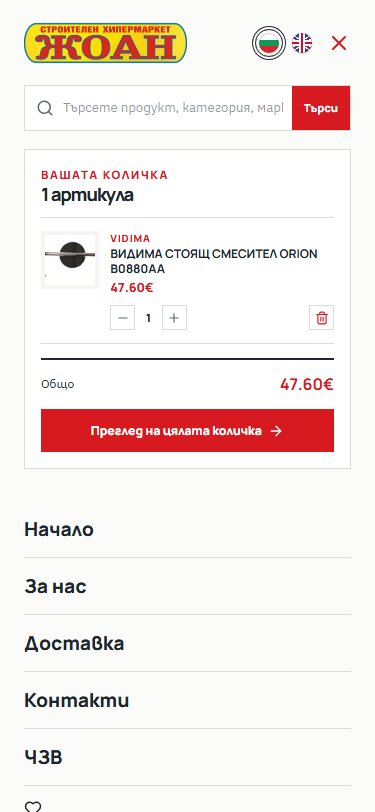 СТРОИТЕЛЕН ХИПЕРМАРКЕТ
ЖОАН
Търсете продукт, категория, марк
Търси
ВАШАТА КОЛИЧКА
1 артикула
VIDIMA
ВИДИМА СТОЯЩ СМЕСИТЕЛ ORION
B0880AA
47.60€
1
Общо
47.60€
Преглед на цялата количка
Начало
За нас
Доставка
Контакти
ЧЗВ